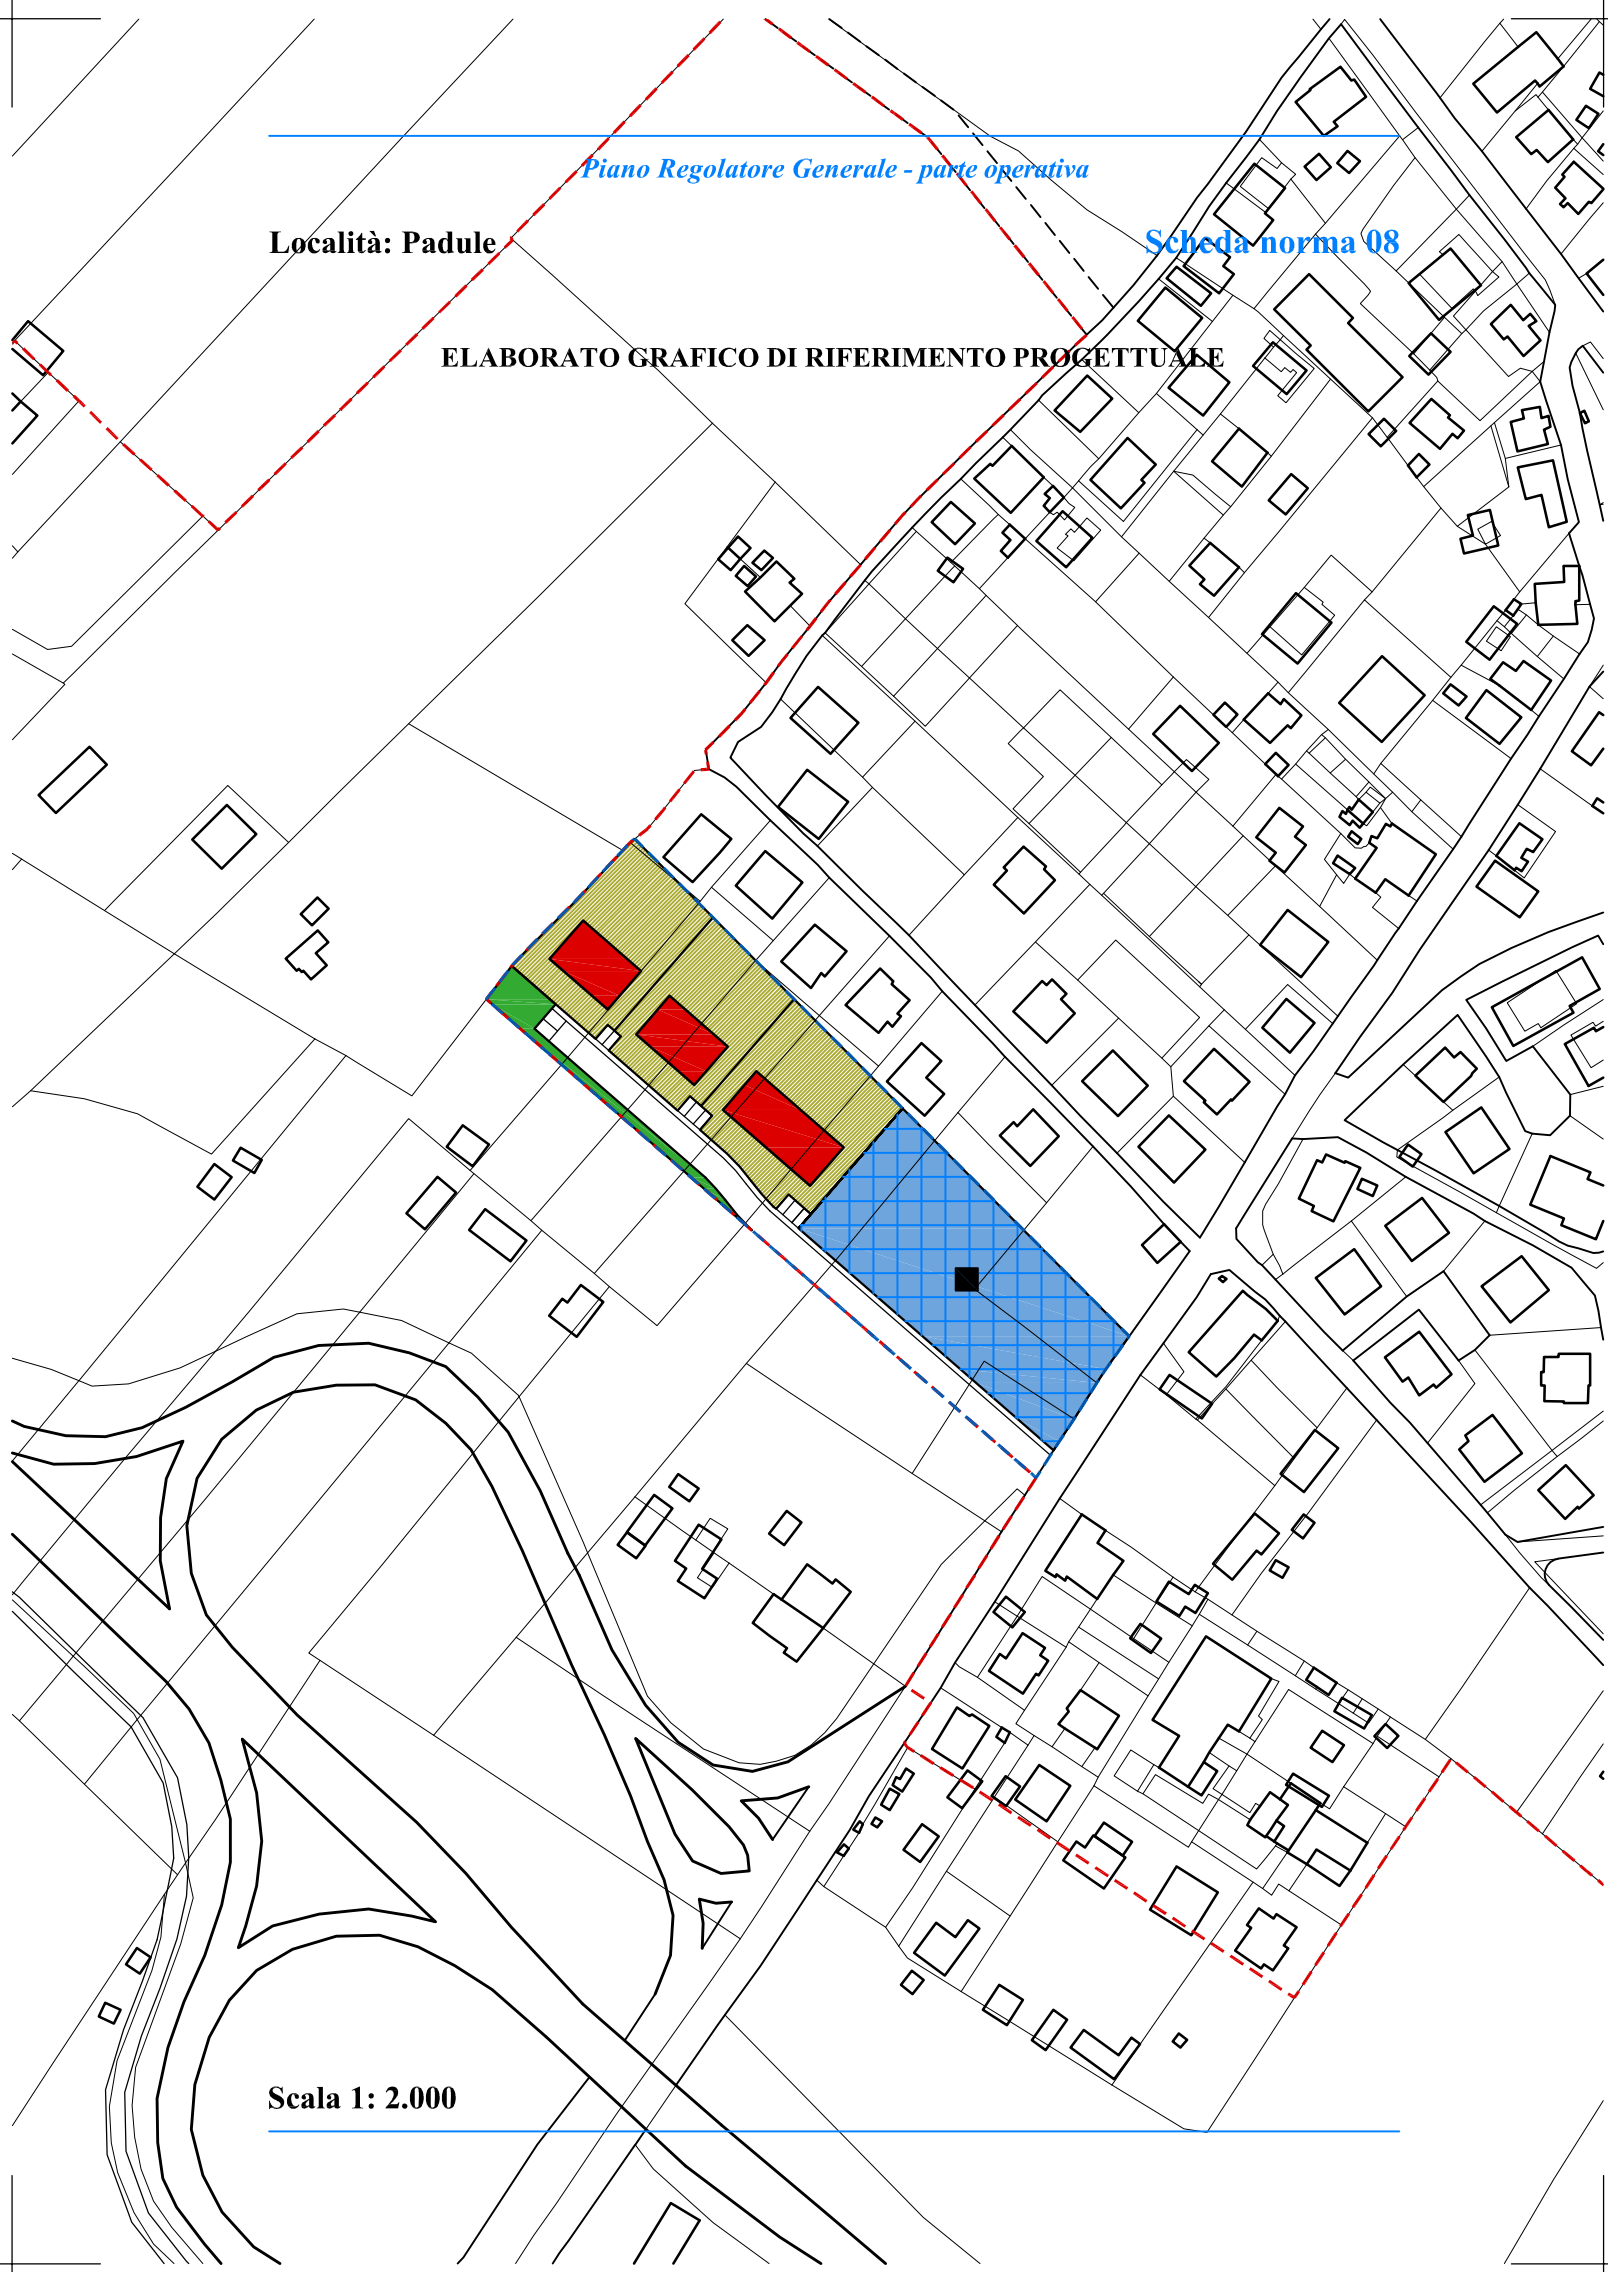 Piano Regolatore Generale - parte operativa
Località: Padule
Scheda norma 08
ELABORATO GRAFICO DI RIFERIMENTO PROGETTUALE
Scala 1: 2.000